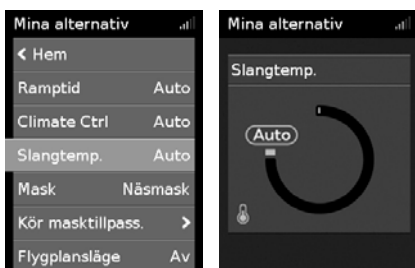 Mina alternativ
< Hem
Ramptid Auto
Climate Ctrl Auto
Slangtemp. Auto
Mask Näsmask
Kör masktillpass. >
Flygplansläge Av
Mina alternativ
Slangtemp.
Auto